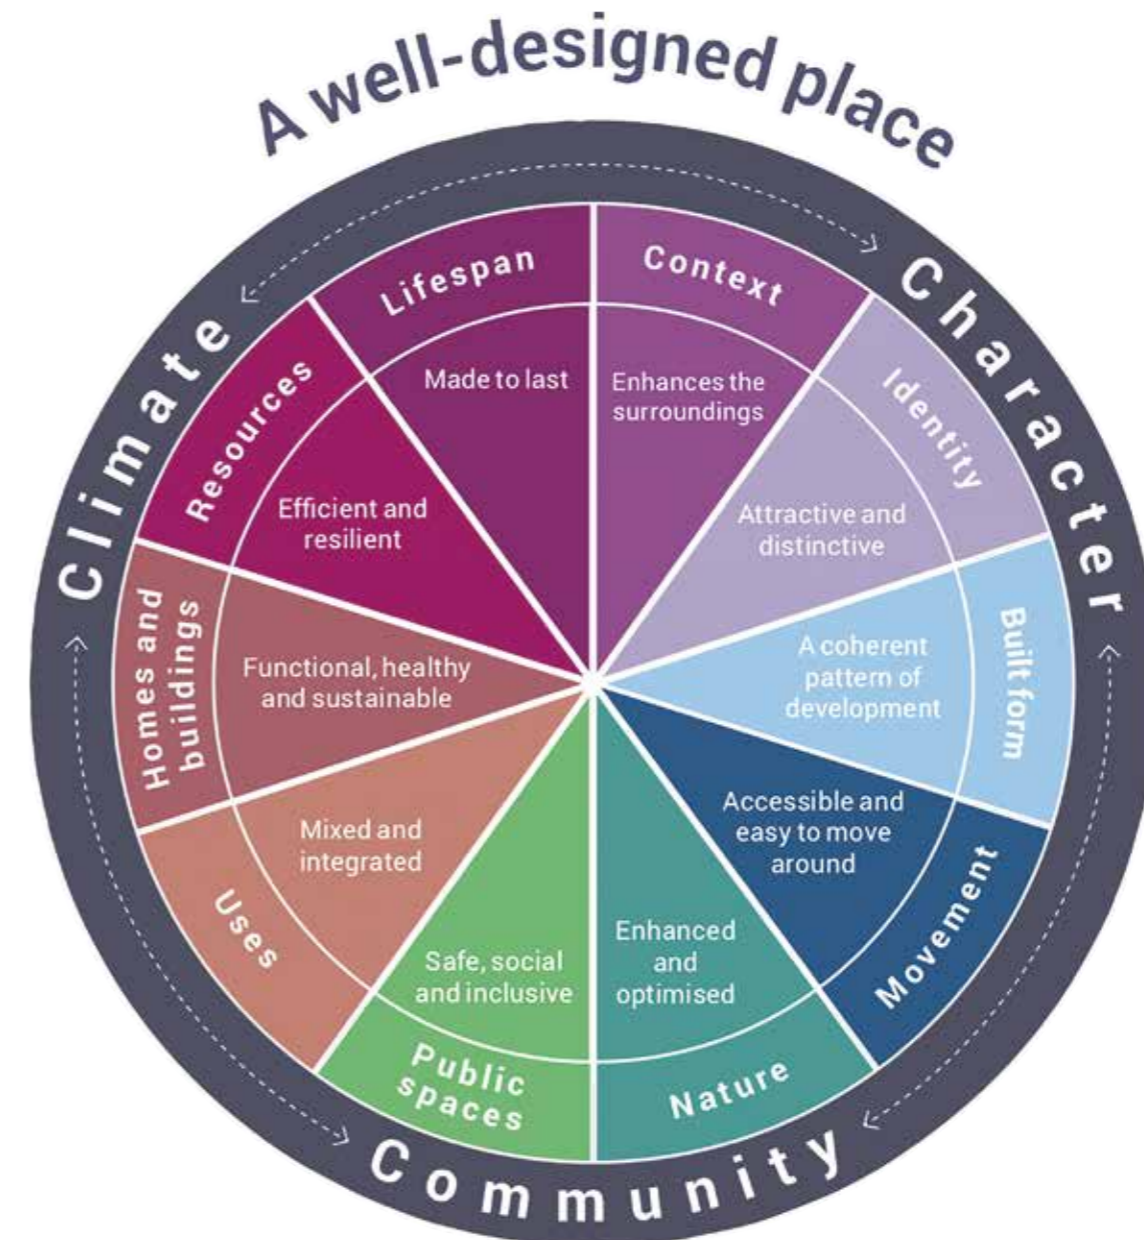 A well-designed place
Climate
Character
Community
Context
Enhances the
surroundings
Identity
Attractive and
distinctive
Built form
A coherent
pattern of
development
Movement
Accessible and
easy to move
around
Nature
Enhanced
and
optimised
Public
spaces
Safe, social
and inclusive
Uses
Mixed and
integrated
Homes and
buildings
Functional, healthy
and sustainable
Resources
Efficient and
resilient
Lifespan
Made to last